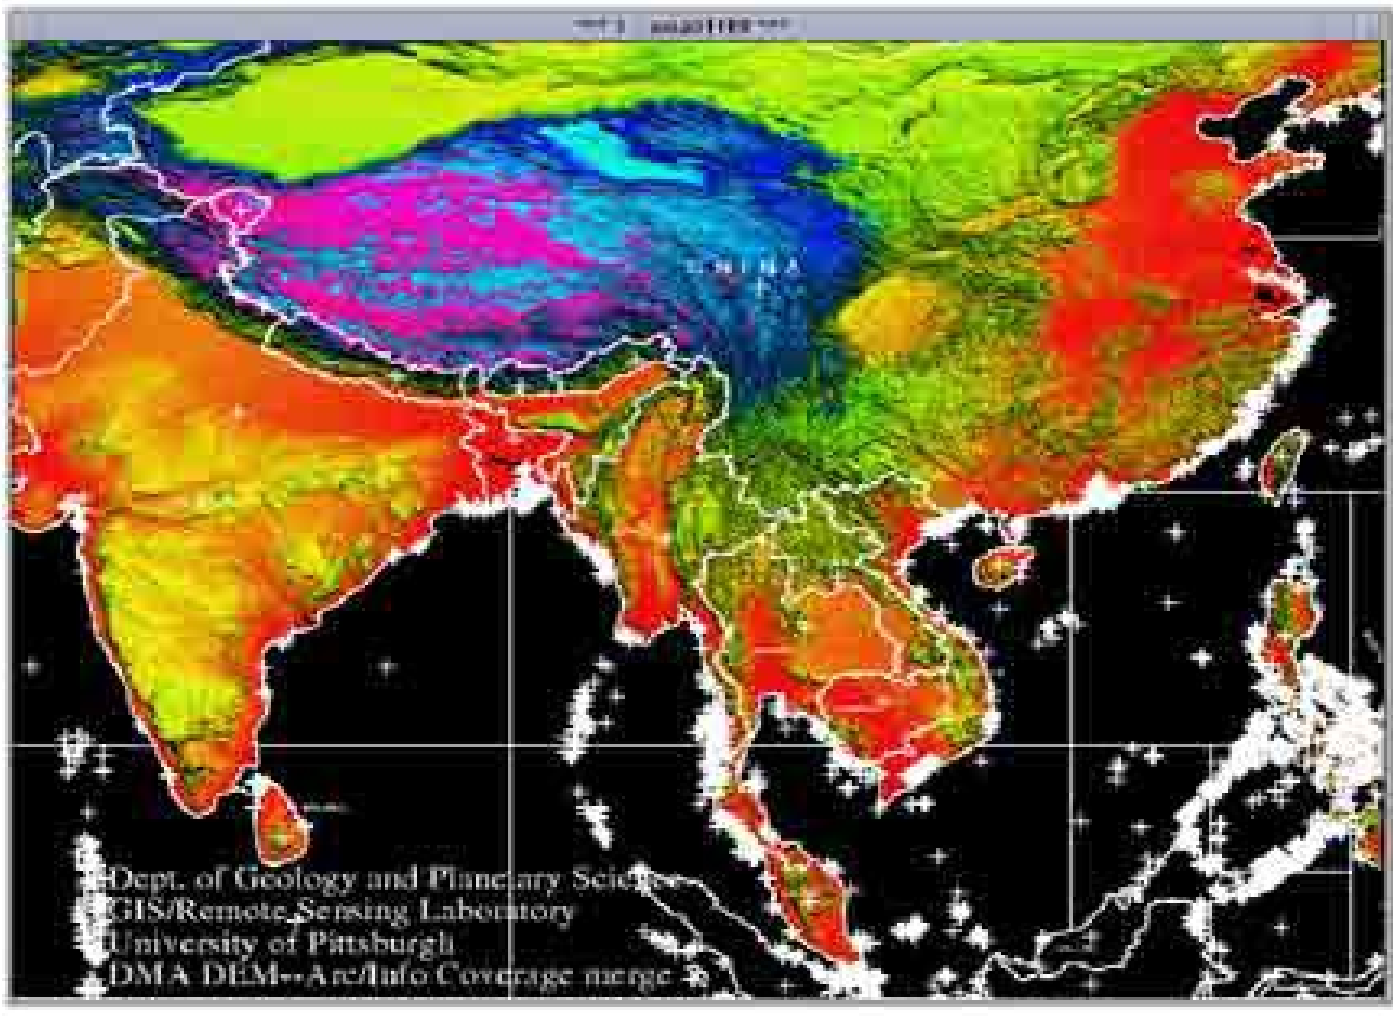 CHINA
Dept. of Geology and Planetary Science
GIS/Remote Sensing Laboratory
University of Pittsburgh
DMA DEM--Arc/Info Coverage merge